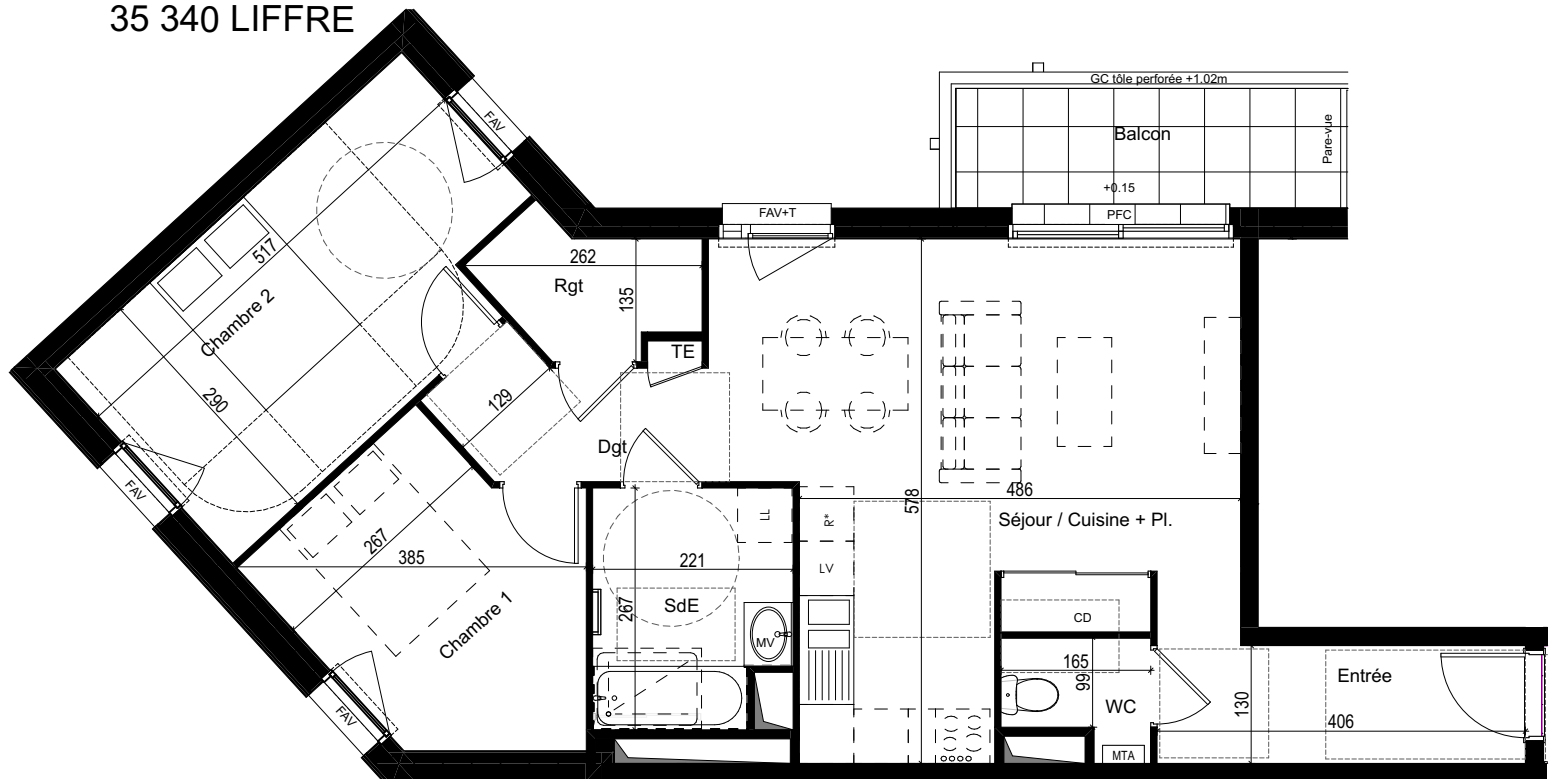 35 340 LIFFRE
GC tôle perforée +1.02m
FAV
Balcon
Pare-vue
+0.15
FAV+T
PFC
517
262
Rgt
135
Chambre 2
TE
290
129
Dgt
FAV
486
578
LL
R*
Séjour / Cuisine + Pl.
267
385
221
LV
267
SdE
CD
Chambre 1
MV
165
99
Entrée
WC
130
406
FAV
MTA